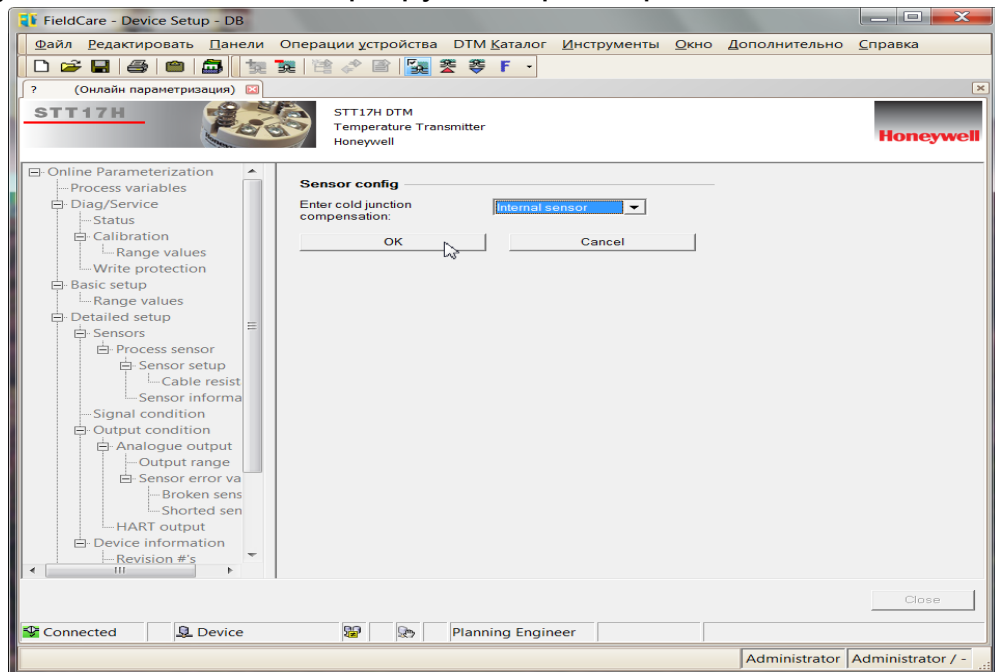 FieldCare - Device Setup - DB
Файл Редактировать Панели Операции устройства DTM Каталог Инструменты Окно Дополнительно Справка
F
? (Онлайн параметризация)
STT17H
STT17H DTM
Temperature Transmitter
Honeywell
Honeywell
Online Parameterization
Process variables
Diag/Service
Status
Calibration
Range values
Write protection
Basic setup
Range values
Detailed setup
Sensors
Process sensor
Sensor setup
Cable resist
Sensor informa
Signal condition
Output condition
Analogue output
Output range
Sensor error va
Broken sens
Shorted sen
HART output
Device information
Revision #'s
Sensor config
Enter cold junction
compensation:
Internal sensor
OK Cancel
Close
Connected Device Planning Engineer
Administrator Administrator / -